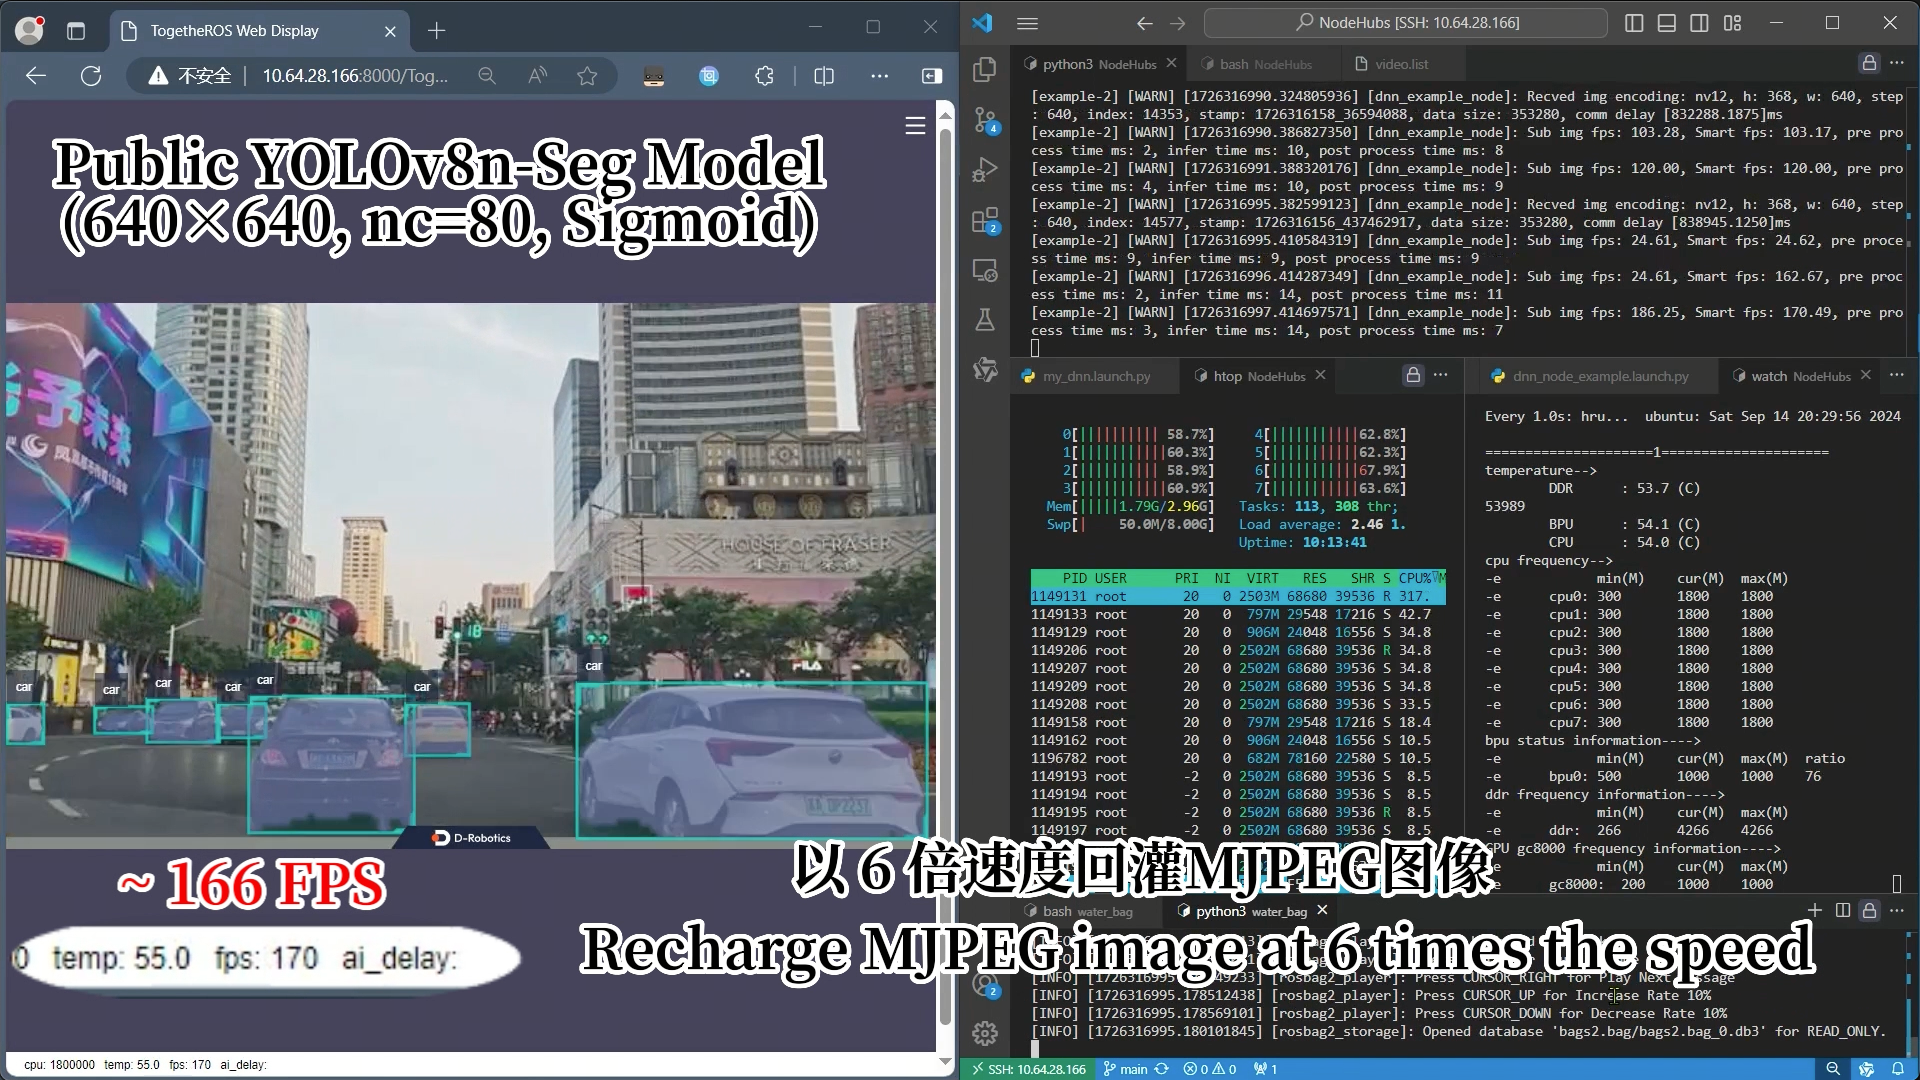 TogetheROS Web Display
不安全
10.64.28.166:8000/Tog...
Public YOLOv8n-Seg Model
(640×640, nc=80, Sigmoid)
予未来
HOUSE OF FRASER
18
FILA
car
car
car
car
car
car
car
D-Robotics
~ 166 FPS
0 temp: 55.0 fps: 170 ai_delay:
cpu: 1800000 temp: 55.0 fps: 170 ai_delay:
NodeHubs [SSH: 10.64.28.166]
python3 NodeHubs
bash NodeHubs
video.list
[example-2] [WARN] [1726316990.324805936] [dnn_example_node]: Recved img encoding: nv12, h: 368, w: 640, step
: 640, index: 14353, stamp: 1726316158_36594088, data size: 353280, comm delay [832288.1875]ms
[example-2] [WARN] [1726316990.386827350] [dnn_example_node]: Sub img fps: 103.28, Smart fps: 103.17, pre pro
cess time ms: 2, infer time ms: 10, post process time ms: 8
[example-2] [WARN] [1726316991.388320176] [dnn_example_node]: Sub img fps: 120.00, Smart fps: 120.00, pre pro
cess time ms: 4, infer time ms: 10, post process time ms: 9
[example-2] [WARN] [1726316995.382599123] [dnn_example_node]: Recved img encoding: nv12, h: 368, w: 640, step
: 640, index: 14577, stamp: 1726316156_437462917, data size: 353280, comm delay [838945.1250]ms
[example-2] [WARN] [1726316995.410584319] [dnn_example_node]: Sub img fps: 24.61, Smart fps: 24.62, pre proce
ss time ms: 9, infer time ms: 9, post process time ms: 9
[example-2] [WARN] [1726316996.414287349] [dnn_example_node]: Sub img fps: 24.61, Smart fps: 162.67, pre proc
ess time ms: 2, infer time ms: 14, post process time ms: 11
[example-2] [WARN] [1726316997.414697571] [dnn_example_node]: Sub img fps: 186.25, Smart fps: 170.49, pre pro
cess time ms: 3, infer time ms: 14, post process time ms: 7
my_dnn.launch.py
htop NodeHubs
0[|||||||||| 58.7%] 4[|||||||||||62.8%]
1[|||||||||||60.3%] 5[|||||||||||62.3%]
2[|||||||||| 58.9%] 6[|||||||||||67.9%]
3[|||||||||||60.9%] 7[|||||||||||63.6%]
Mem[|||||1.79G/2.96G] Tasks: 113, 308 thr;
Swp[| 50.0M/8.00G] Load average: 2.46 1.
Uptime: 10:13:41
PID USER PRI NI VIRT RES SHR S CPU%▽M
1149131 root 20 0 2503M 68680 39536 R 317.
1149133 root 20 0 797M 29548 17216 S 42.7
1149129 root 20 0 906M 24048 16556 S 34.8
1149206 root 20 0 2502M 68680 39536 R 34.8
1149207 root 20 0 2502M 68680 39536 S 34.8
1149209 root 20 0 2502M 68680 39536 S 34.8
1149208 root 20 0 2502M 68680 39536 S 33.5
1149158 root 20 0 797M 29548 17216 S 18.4
1149162 root 20 0 906M 24048 16556 S 10.5
1196782 root 20 0 682M 78160 22580 S 10.5
1149193 root -2 0 2502M 68680 39536 S 8.5
1149194 root -2 0 2502M 68680 39536 S 8.5
1149195 root -2 0 2502M 68680 39536 R 8.5
1149197 root -2 0 2502M 68680 39536 S 8.5
dnn_node_example.launch.py
watch NodeHubs
Every 1.0s: hru... ubuntu: Sat Sep 14 20:29:56 2024
=====================1=====================
temperature-->
DDR : 53.7 (C)
53989
BPU : 54.1 (C)
CPU : 54.0 (C)
cpu frequency-->
-e min(M) cur(M) max(M)
-e cpu0: 300 1800 1800
-e cpu1: 300 1800 1800
-e cpu2: 300 1800 1800
-e cpu3: 300 1800 1800
-e cpu4: 300 1800 1800
-e cpu5: 300 1800 1800
-e cpu6: 300 1800 1800
-e cpu7: 300 1800 1800
bpu status information---->
-e min(M) cur(M) max(M) ratio
-e bpu0: 500 1000 1000 76
ddr frequency information---->
-e min(M) cur(M) max(M)
-e ddr: 266 4266 4266
GPU gc8000 frequency information---->
min(M) cur(M) max(M)
gc8000: 200 1000 1000
以 6 倍速度回灌MJPEG图像
Recharge MJPEG image at 6 times the speed
bash water_bag
python3 water_bag
[rosbag2_player]: Press CURSOR_RIGHT for Play Next Message
[INFO] [1726316995.178512438] [rosbag2_player]: Press CURSOR_UP for Increase Rate 10%
[INFO] [1726316995.178569101] [rosbag2_player]: Press CURSOR_DOWN for Decrease Rate 10%
[INFO] [1726316995.180101845] [rosbag2_storage]: Opened database 'bags2.bag/bags2.bag_0.db3' for READ_ONLY.
SSH: 10.64.28.166 main 0 0 1